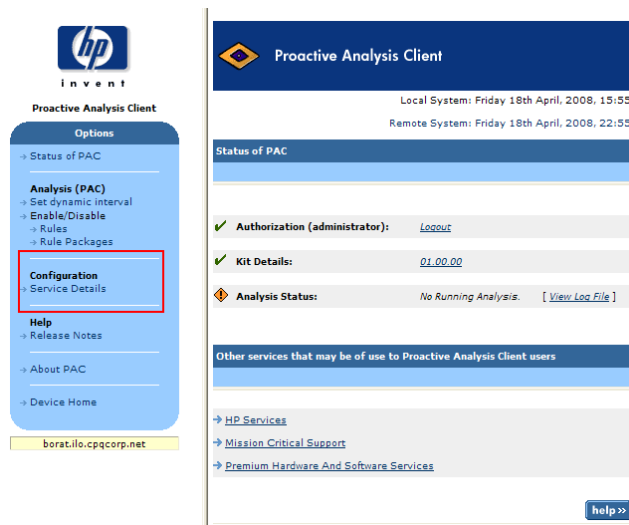 hp
i n v e n t
Proactive Analysis Client
Options
Status of PAC
Analysis (PAC)
Set dynamic interval
Enable/Disable
Rules
Rule Packages
Configuration
Service Details
Help
Release Notes
About PAC
Device Home
borat.ilo.cpqcorp.net
Proactive Analysis Client
Local System: Friday 18th April, 2008, 15:55
Remote System: Friday 18th April, 2008, 22:55
Status of PAC
Authorization (administrator): Logout
Kit Details: 01.00.00
Analysis Status: No Running Analysis. [ View Log File ]
Other services that may be of use to Proactive Analysis Client users
HP Services
Mission Critical Support
Premium Hardware And Software Services
help »